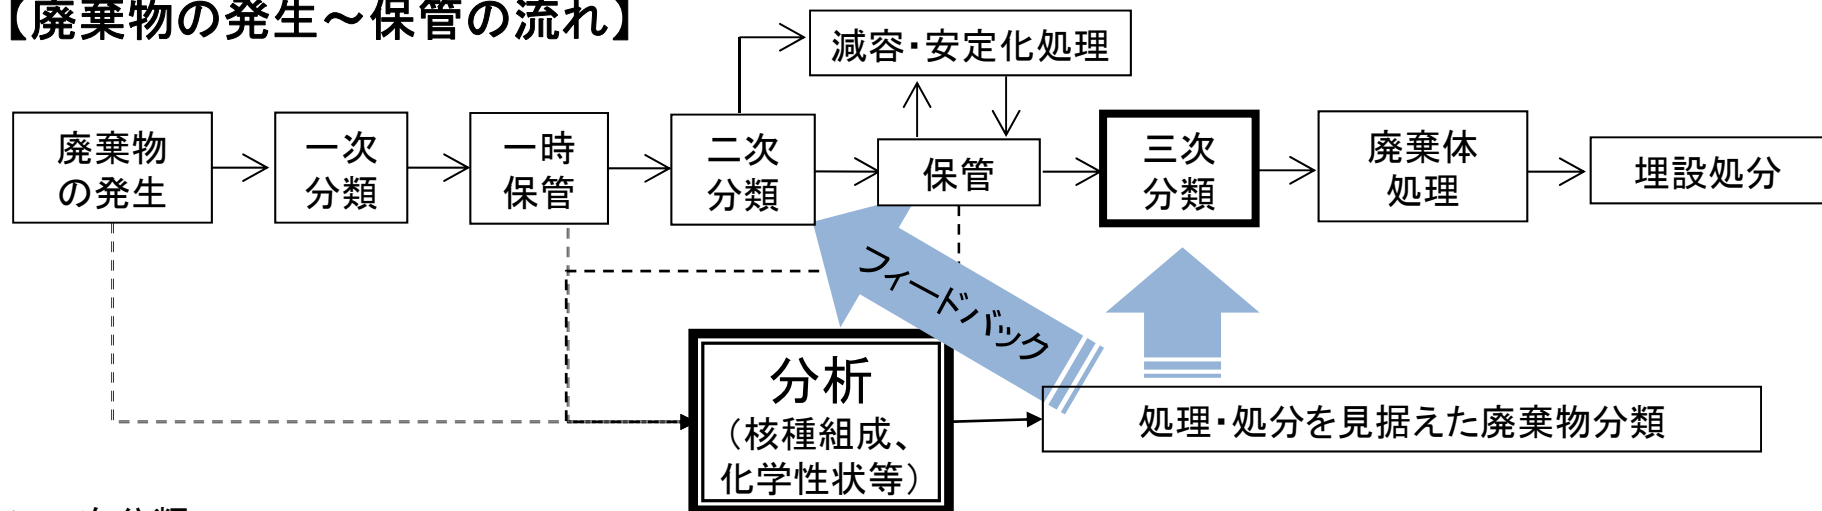 【廃棄物の発生～保管の流れ】
減容・安定化処理
廃棄物
の発生
一次
分類
一時
保管
二次
分類
保管
三次
分類
廃棄体
処理
埋設処分
フィードバック
分析
（核種組成、
化学性状等）
処理・処分を見据えた廃棄物分類